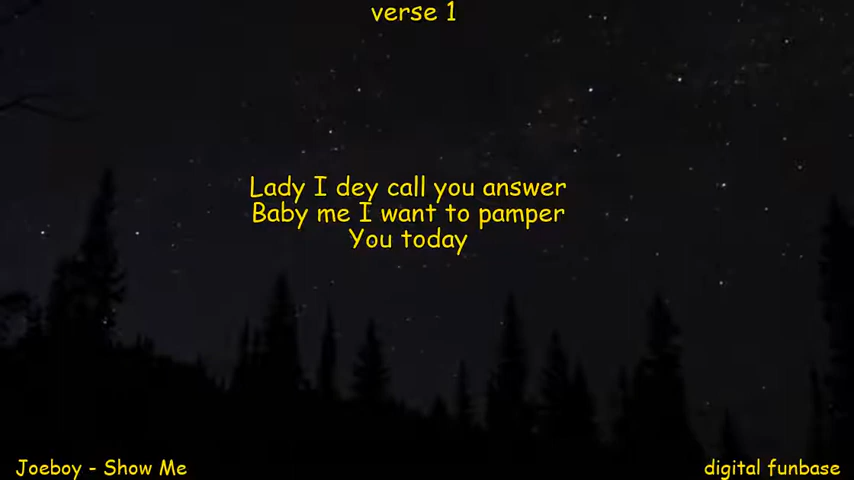 verse 1
Lady I dey call you answer
Baby me I want to pamper
You today
Joeboy - Show Me
digital funbase